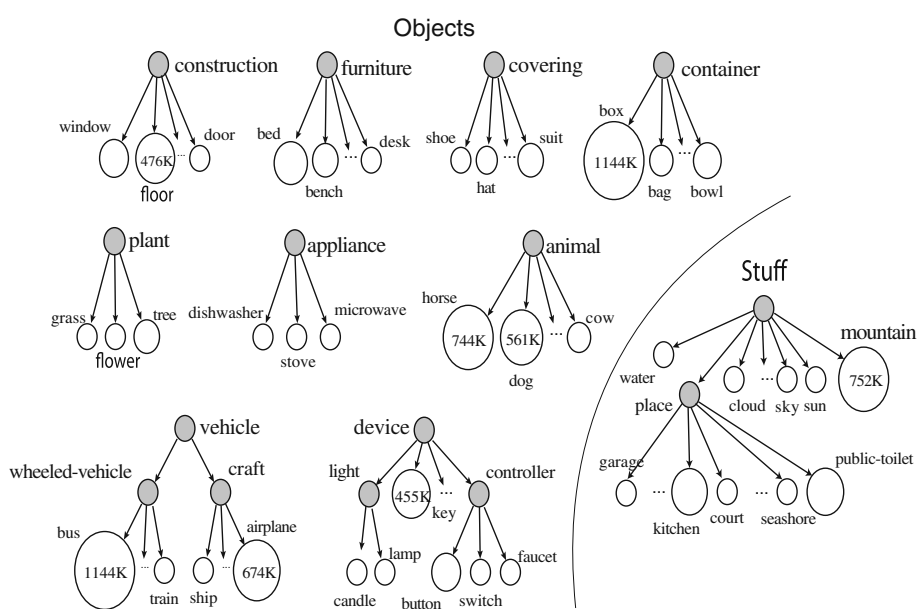 Objects
construction
window
door
476K
...
floor
furniture
bed
desk
...
bench
covering
shoe
suit
...
hat
container
box
1144K
...
bag
bowl
plant
grass
tree
flower
appliance
dishwasher
microwave
stove
animal
horse
cow
744K
561K
...
dog
Stuff
mountain
water
752K
...
cloud
sky
sun
place
garage
public-toilet
...
...
kitchen
court
seashore
vehicle
wheeled-vehicle
craft
bus
airplane
1144K
...
...
674K
train
ship
device
light
controller
455K
...
key
lamp
faucet
candle
button
switch